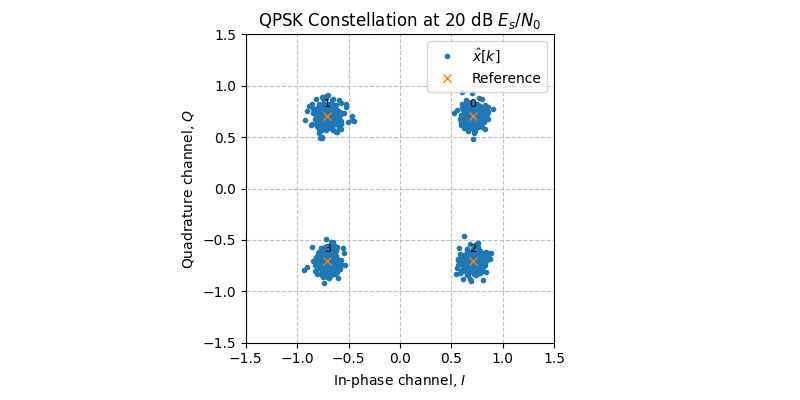 QPSK Constellation at 20 dB $E_s/N_0$
1.5
1.0
0.5
0.0
−0.5
−1.0
−1.5
Quadrature channel, Q
x̂[k]
Reference
1
0
3
2
−1.5 −1.0 −0.5 0.0 0.5 1.0 1.5
In-phase channel, I